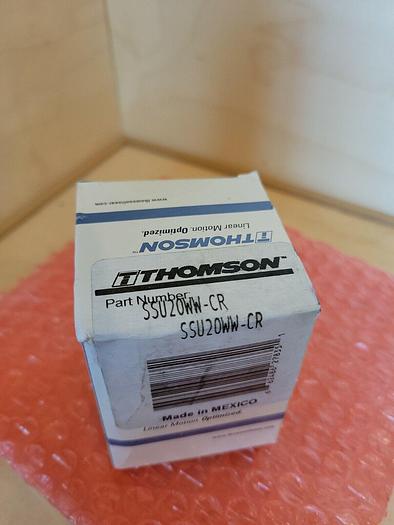 www.thomsonlinear.com
Linear Motion. Optimized.
THOMSON
THOMSON
Part Number
SSU20WW-CR
SSU20WW-CR
Made in MEXICO
Linear Motion Optimized.